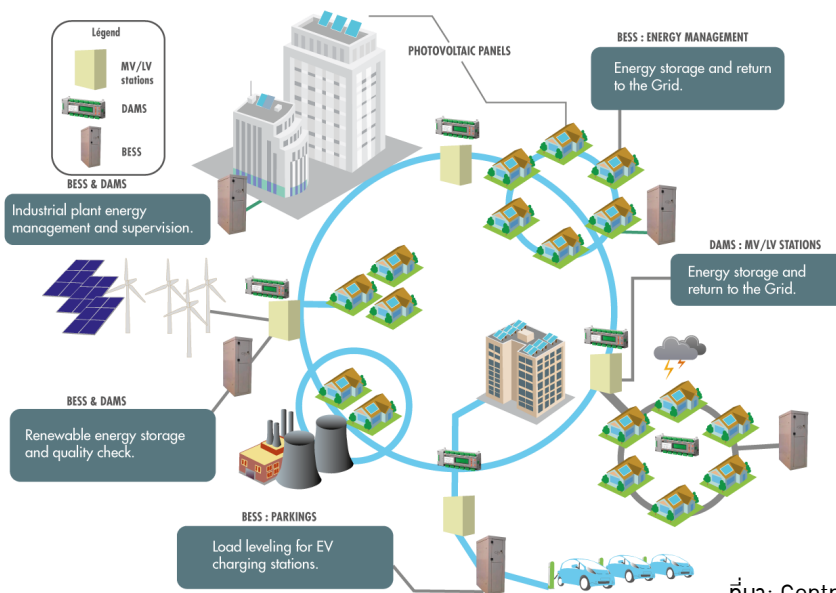 Légend
MV/LV
stations
DAMS
BESS
PHOTOVOLTAIC PANELS
BESS : ENERGY MANAGEMENT
Energy storage and return
to the Grid.
BESS & DAMS
Industrial plant energy
management and supervision.
DAMS : MV/LV STATIONS
Energy storage and
return to the Grid.
BESS & DAMS
Renewable energy storage
and quality check.
BESS : PARKINGS
Load leveling for EV
charging stations.